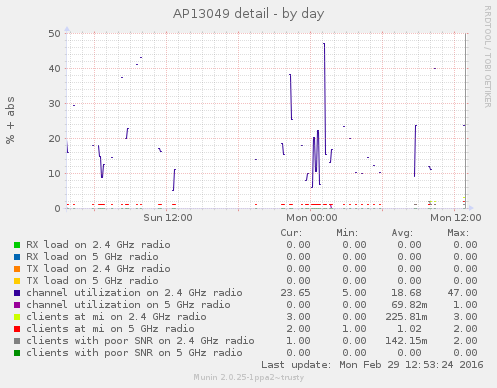 AP13049 detail - by day
RRDTOOL / TOBI OETIKER
% + abs
50
40
30
20
10
0
Sun 12:00 Mon 00:00 Mon 12:00
Cur: Min: Avg: Max:
RX load on 2.4 GHz radio 0.00 0.00 0.00 0.00
RX load on 5 GHz radio 0.00 0.00 0.00 0.00
TX load on 2.4 GHz radio 0.00 0.00 0.00 0.00
TX load on 5 GHz radio 0.00 0.00 0.00 0.00
channel utilization on 2.4 GHz radio 23.65 5.00 18.68 47.00
channel utilization on 5 GHz radio 0.00 0.00 69.82m 1.00
clients at mi on 2.4 GHz radio 3.00 0.00 225.81m 3.00
clients at mi on 5 GHz radio 2.00 1.00 1.02 2.00
clients with poor SNR on 2.4 GHz radio 1.00 0.00 142.15m 2.00
clients with poor SNR on 5 GHz radio 0.00 0.00 0.00 0.00
Last update: Mon Feb 29 12:53:24 2016
Munin 2.0.25-1ppa2~trusty